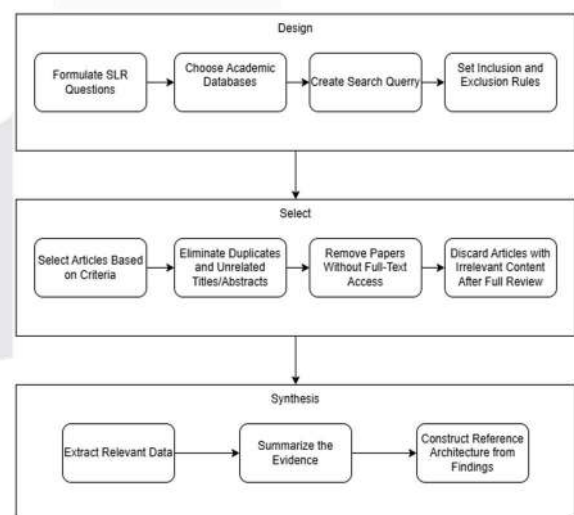 Design
Formulate SLR
Questions
Choose Academic
Databases
Create Search Querry
Set Inclusion and
Exclusion Rules
Select
Select Articles Based
on Criteria
Eliminate Duplicates
and Unrelated
Titles/Abstracts
Remove Papers
Without Full-Text
Access
Discard Articles with
Irrelevant Content
After Full Review
Synthesis
Extract Relevant Data
Summarize the
Evidence
Construct Reference
Architecture from
Findings